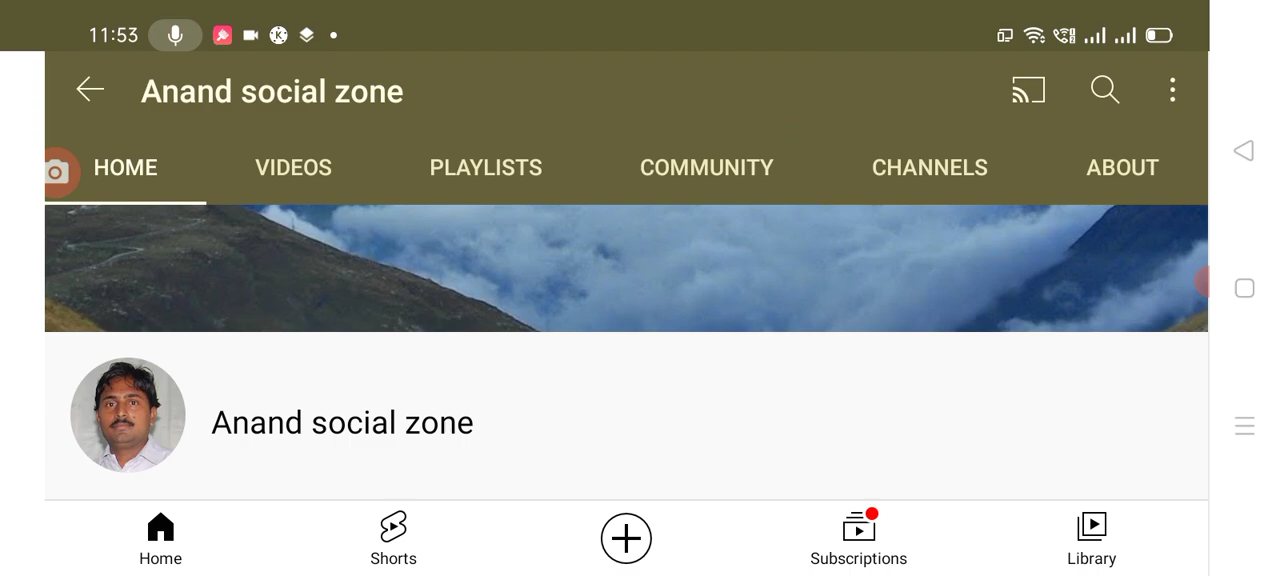 11:53
Anand social zone
HOME VIDEOS PLAYLISTS COMMUNITY CHANNELS ABOUT
Anand social zone
Home Shorts Subscriptions Library